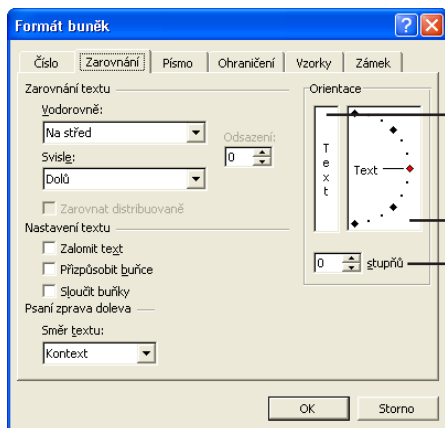 Formát buněk
Číslo Zarovnání Písmo Ohraničení Vzorky Zámek
Zarovnání textu
Vodorovně:
Na střed
Odsazení:
0
Svisle:
Dolů
Zarovnat distribuovaně
Nastavení textu
Zalomit text
Přizpůsobit buňce
Sloučit buňky
Psaní zprava doleva
Směr textu:
Kontext
Orientace
T
e
x
t
Text
0 stupňů
OK Storno